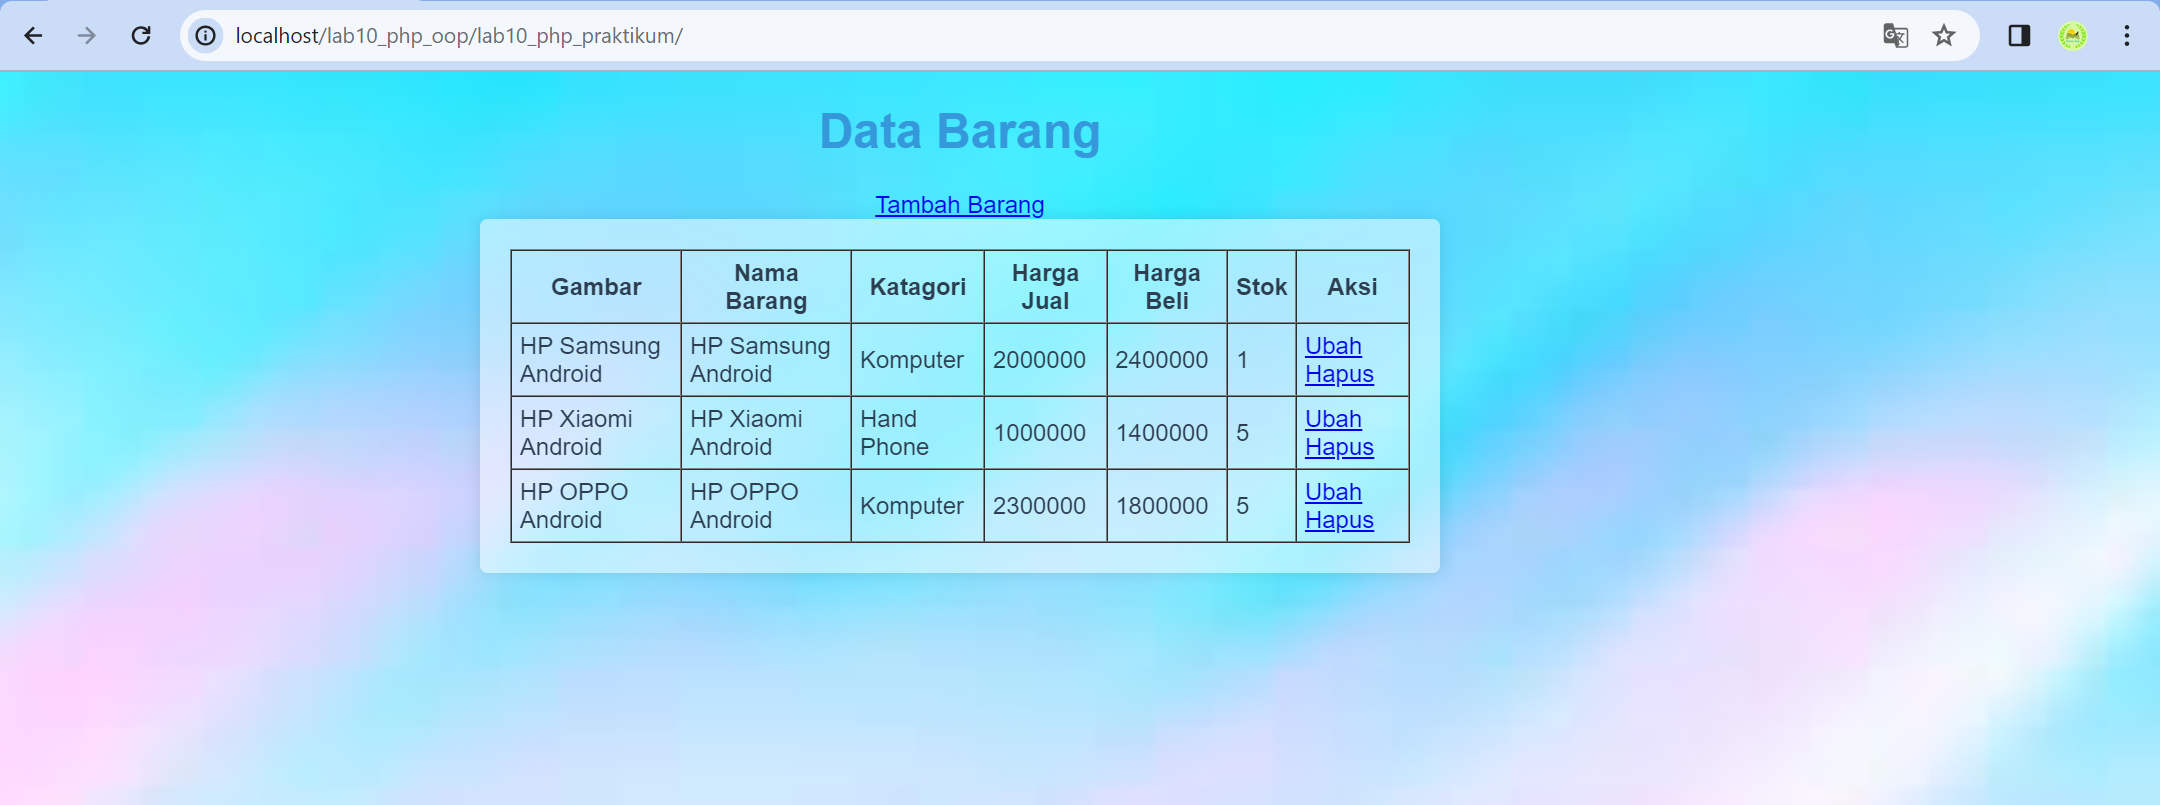 localhost/lab10_php_oop/lab10_php_praktikum/
Data Barang
Tambah Barang
Gambar Nama Barang Katagori Harga Jual Harga Beli Stok Aksi
HP Samsung Android HP Samsung Android Komputer 2000000 2400000 1 Ubah Hapus
HP Xiaomi Android HP Xiaomi Android Hand Phone 1000000 1400000 5 Ubah Hapus
HP OPPO Android HP OPPO Android Komputer 2300000 1800000 5 Ubah Hapus